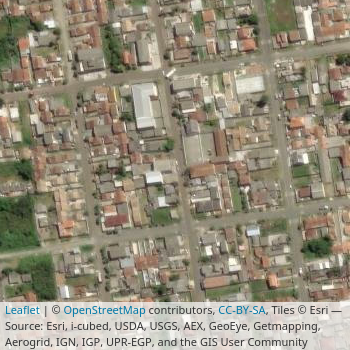 Leaflet | © OpenStreetMap contributors, CC-BY-SA, Tiles © Esri —
Source: Esri, i-cubed, USDA, USGS, AEX, GeoEye, Getmapping,
Aerogrid, IGN, IGP, UPR-EGP, and the GIS User Community